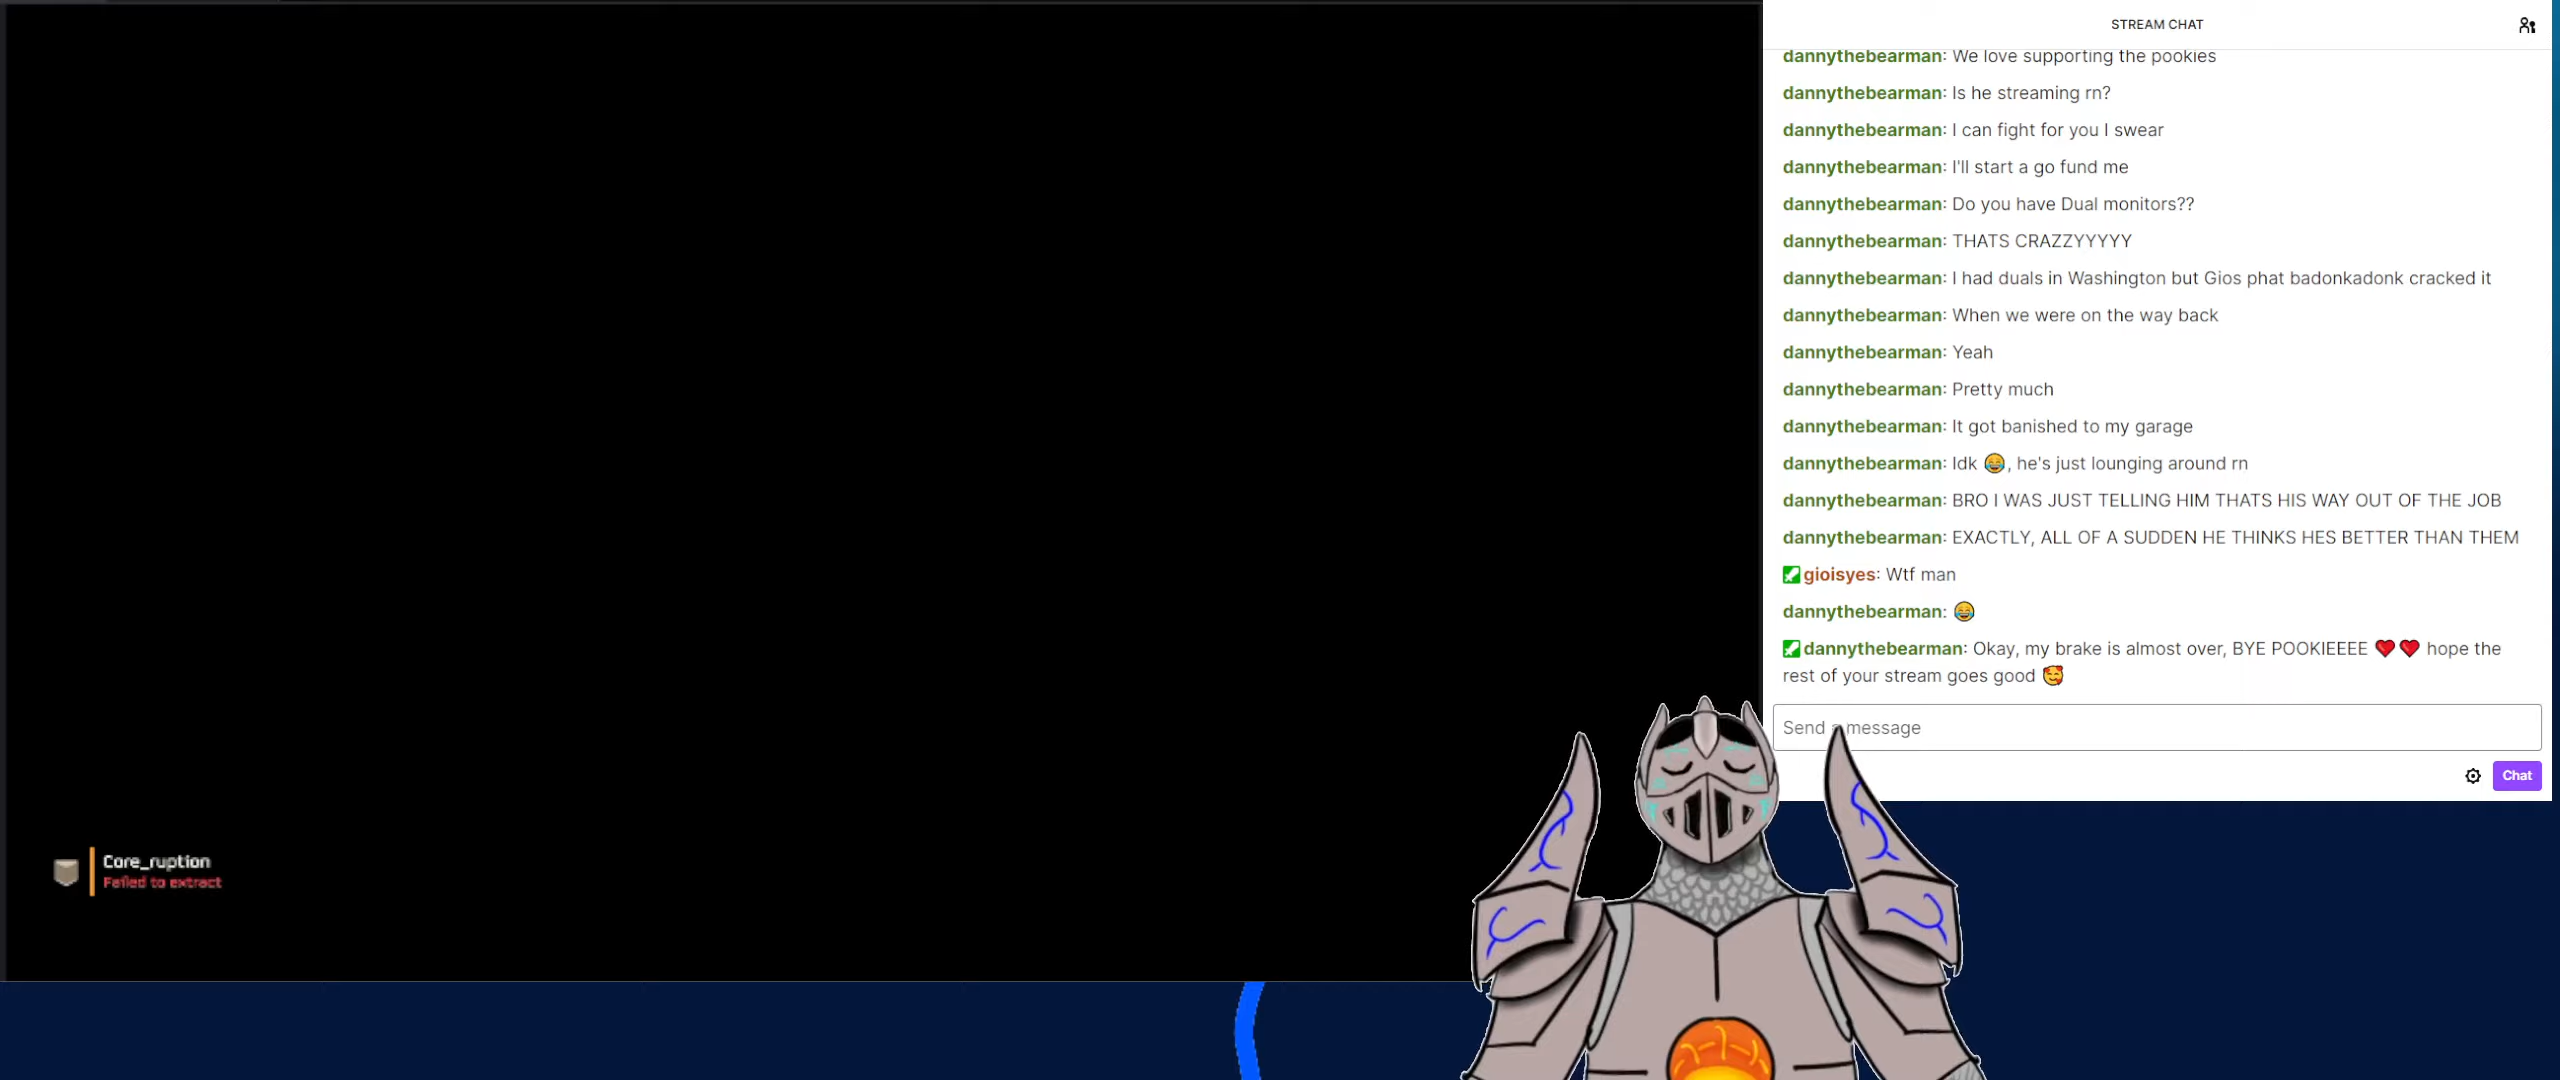 STREAM CHAT
dannythebearman: We love supporting the pookies
dannythebearman: Is he streaming rn?
dannythebearman: I can fight for you I swear
dannythebearman: I'll start a go fund me
dannythebearman: Do you have Dual monitors??
dannythebearman: THATS CRAZZYYYYY
dannythebearman: I had duals in Washington but Gios phat badonkadonk cracked it
dannythebearman: When we were on the way back
dannythebearman: Yeah
dannythebearman: Pretty much
dannythebearman: It got banished to my garage
dannythebearman: Idk 😂, he's just lounging around rn
dannythebearman: BRO I WAS JUST TELLING HIM THATS HIS WAY OUT OF THE JOB
dannythebearman: EXACTLY, ALL OF A SUDDEN HE THINKS HES BETTER THAN THEM
gioisyes: Wtf man
dannythebearman: 😂
dannythebearman: Okay, my brake is almost over, BYE POOKIEEEE ❤️❤️ hope the
rest of your stream goes good 🥰
Send a message
Chat
Core_ruption
Failed to extract